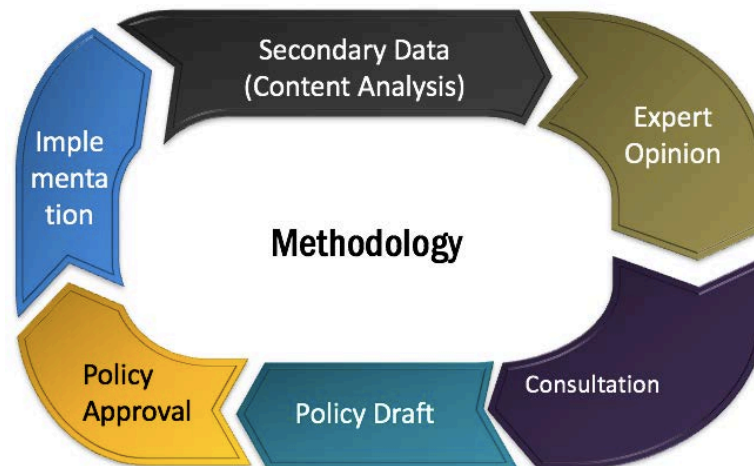 Secondary Data
(Content Analysis)
Expert
Opinion
Imple
menta
tion
Methodology
Consultation
Policy Draft
Policy
Approval